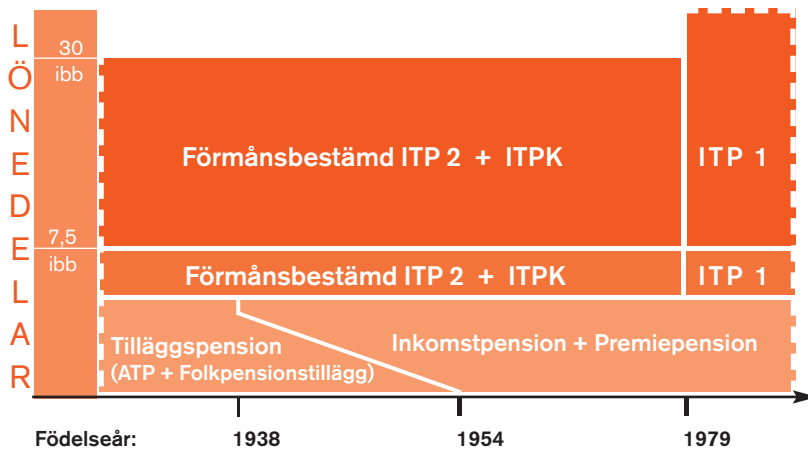 LÖNEDELAR
30
ibb
7,5
ibb
Förmånsbestämd ITP 2 + ITPK
ITP 1
Förmånsbestämd ITP 2 + ITPK
ITP 1
Tilläggspension
(ATP + Folkpensionstillägg)
Inkomstpension + Premiepension
Födelseår:
1938
1954
1979